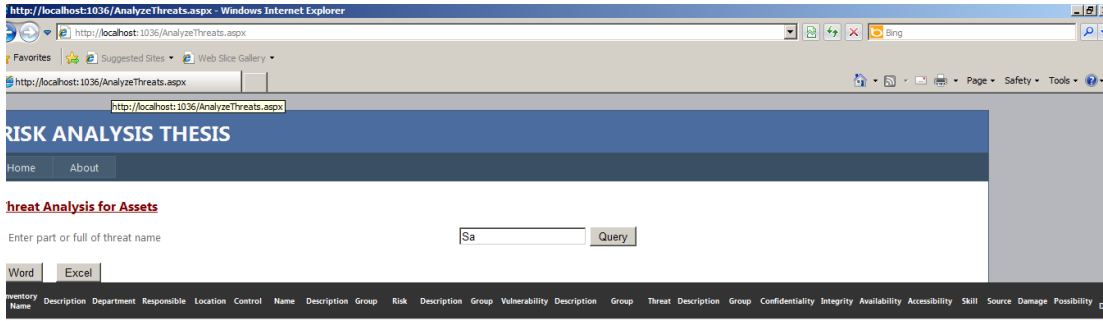 http://localhost:1036/AnalyzeThreats.aspx - Windows Internet Explorer
http://localhost:1036/AnalyzeThreats.aspx Bing
Favorites Suggested Sites Web Slice Gallery
http://localhost:1036/AnalyzeThreats.aspx Page Safety Tools
http://localhost:1036/AnalyzeThreats.aspx
RISK ANALYSIS THESIS
Home About
Threat Analysis for Assets
Enter part or full of threat name Sa Query
Word Excel
Inventory Name Description Department Responsible Location Control Name Description Group Risk Description Group Vulnerability Description Group Threat Description Group Confidentiality Integrity Availability Accessibility Skill Source Damage Possibility